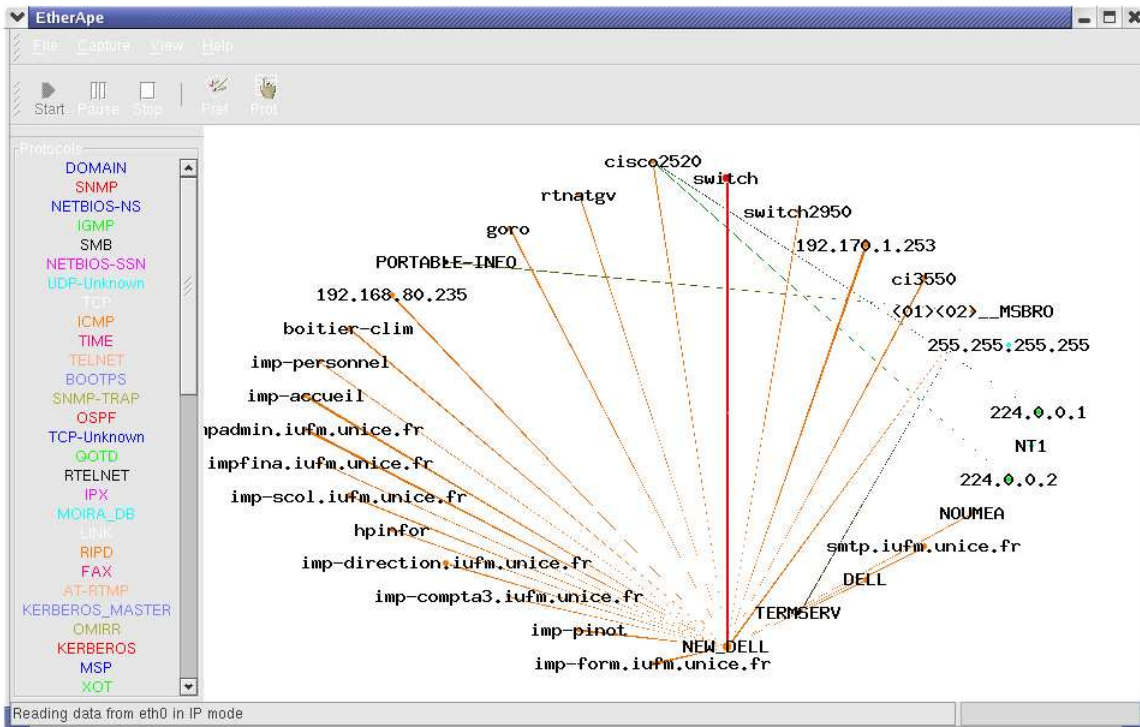 EtherApe
File Capture View Help
Start Pause Stop Pref Prot
Protocols
DOMAIN
SNMP
NETBIOS-NS
IGMP
SMB
NETBIOS-SSN
UDP-Unknown
TCP
ICMP
TIME
TELNET
BOOTPS
SNMP-TRAP
OSPF
TCP-Unknown
QOTD
RTELNET
IPX
MOIRA_DB
LINK
RIPD
FAX
AT-RTMP
KERBEROS_MASTER
OMIRR
KERBEROS
MSP
XOT
cisco2520
switch
rtnatgv
switch2950
goro
192.170.1.253
PORTABLE-INFO
ci3550
192.168.80.235
<01><02>__MSBRO
boitier-clim
255.255.255.255
imp-personnel
imp-accueil
224.0.0.1
mpadmin.iufm.unice.fr
NT1
impfina.iufm.unice.fr
224.0.0.2
imp-scol.iufm.unice.fr
NOUMEA
hpinfor
smtp.iufm.unice.fr
imp-direction.iufm.unice.fr
DELL
imp-compta3.iufm.unice.fr
TERMSERV
imp-pinot
NEW_DELL
imp-form.iufm.unice.fr
Reading data from eth0 in IP mode